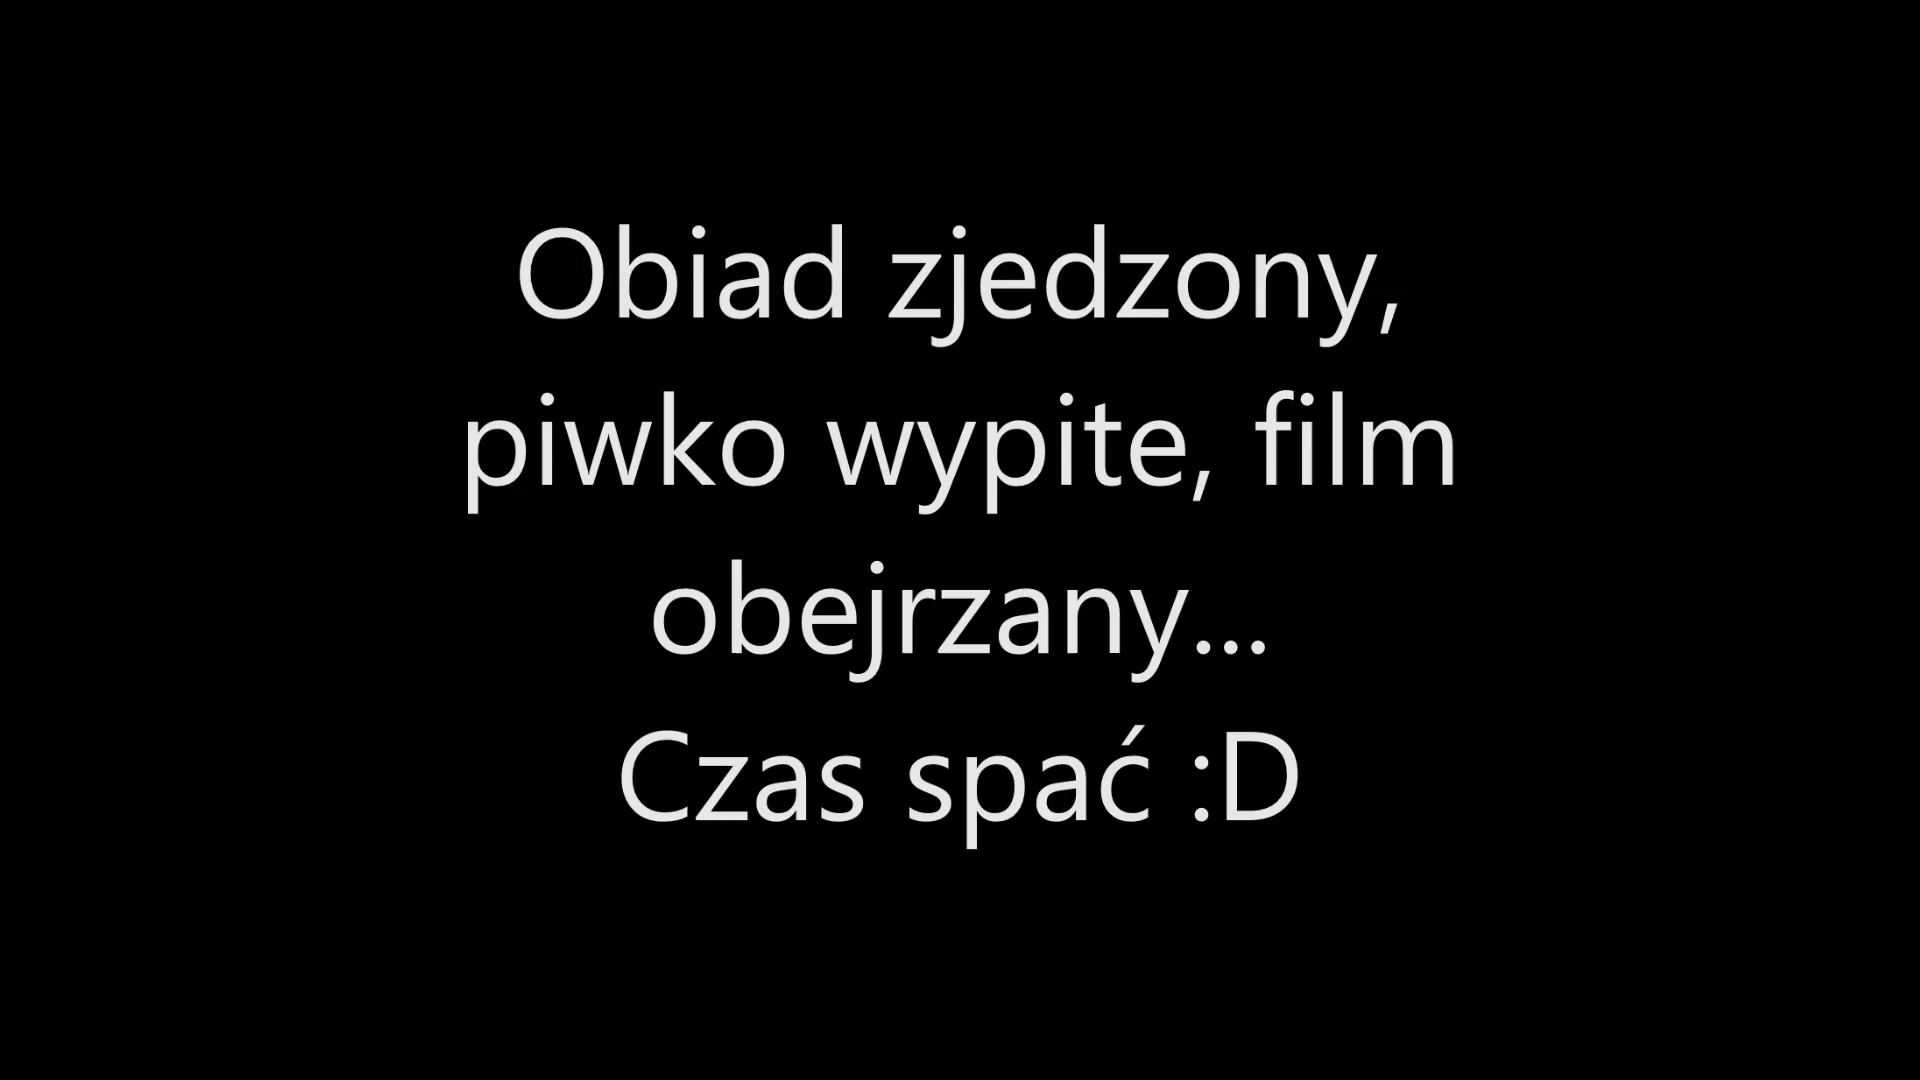 Obiad zjedzony,
piwko wypite, film
obejrzany...
Czas spać :D